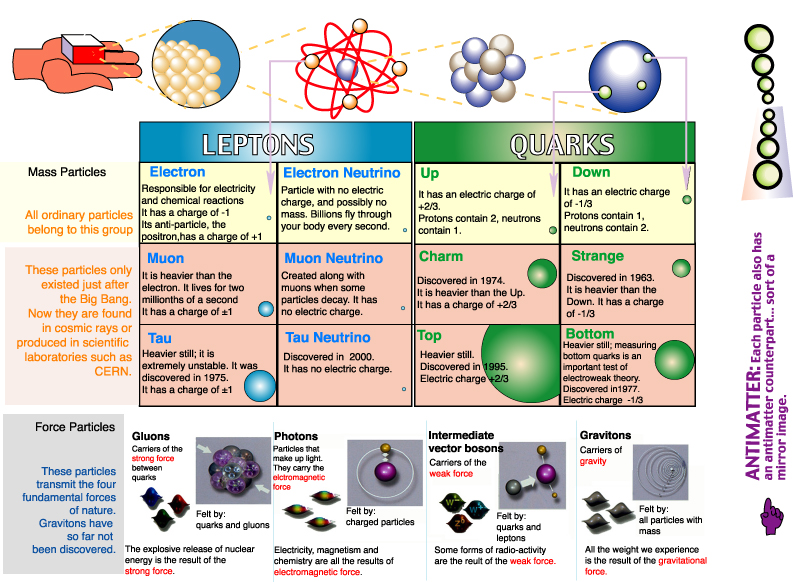 LEPTONS
QUARKS
Mass Particles
All ordinary particles
belong to this group
Electron
Responsible for electricity
and chemical reactions
It has a charge of -1
Its anti-particle, the
positron,has a charge of +1
Electron Neutrino
Particle with no electric
charge, and possibly no
mass. Billions fly through
your body every second.
Up
It has an electric charge of
+2/3.
Protons contain 2, neutrons
contain 1.
Down
It has an electric charge
of -1/3
Protons contain 1,
neutrons contain 2.
These particles only
existed just after
the Big Bang.
Now they are found
in cosmic rays or
produced in scientific
laboratories such as
CERN.
Muon
It is heavier than the
electron. It lives for two
millionths of a second
It has a charge of ±1
Muon Neutrino
Created along with
muons when some
particles decay. It has
no electric charge.
Charm
Discovered in 1974.
It is heavier than the Up.
It has a charge of +2/3
Strange
Discovered in 1963.
It is heavier than the
Down. It has a charge
of -1/3
Tau
Heavier still; it is
extremely unstable. It was
discovered in 1975.
It has a charge of ±1
Tau Neutrino
Discovered in 2000.
It has no electric charge.
Top
Heavier still.
Discovered in 1995.
Electric charge +2/3
Bottom
Heavier still; measuring
bottom quarks is an
important test of
electroweak theory.
Discovered in1977.
Electric charge -1/3
Force Particles
These particles
transmit the four
fundamental forces
of nature.
Gravitons have
so far not
been discovered.
Gluons
Carriers of the
strong force
between
quarks
Felt by:
quarks and gluons
The explosive release of nuclear
energy is the result of the
strong force.
Photons
Particles that
make up light.
They carry the
elctromagnetic
force
Felt by:
charged particles
Electricity, magnetism and
chemistry are all the results of
electromagnetic force.
Intermediate
vector bosons
Carriers of the
weak force
W-
W+
Z0
Felt by:
quarks and
leptons
Some forms of radio-activity
are the reult of the weak force.
Gravitons
Carriers of
gravity
Felt by:
all particles with
mass
All the weight we experience
is the result of the gravitational
force.
ANTIMATTER: Each particle also has
an antimatter counterpart... sort of a
mirror image.